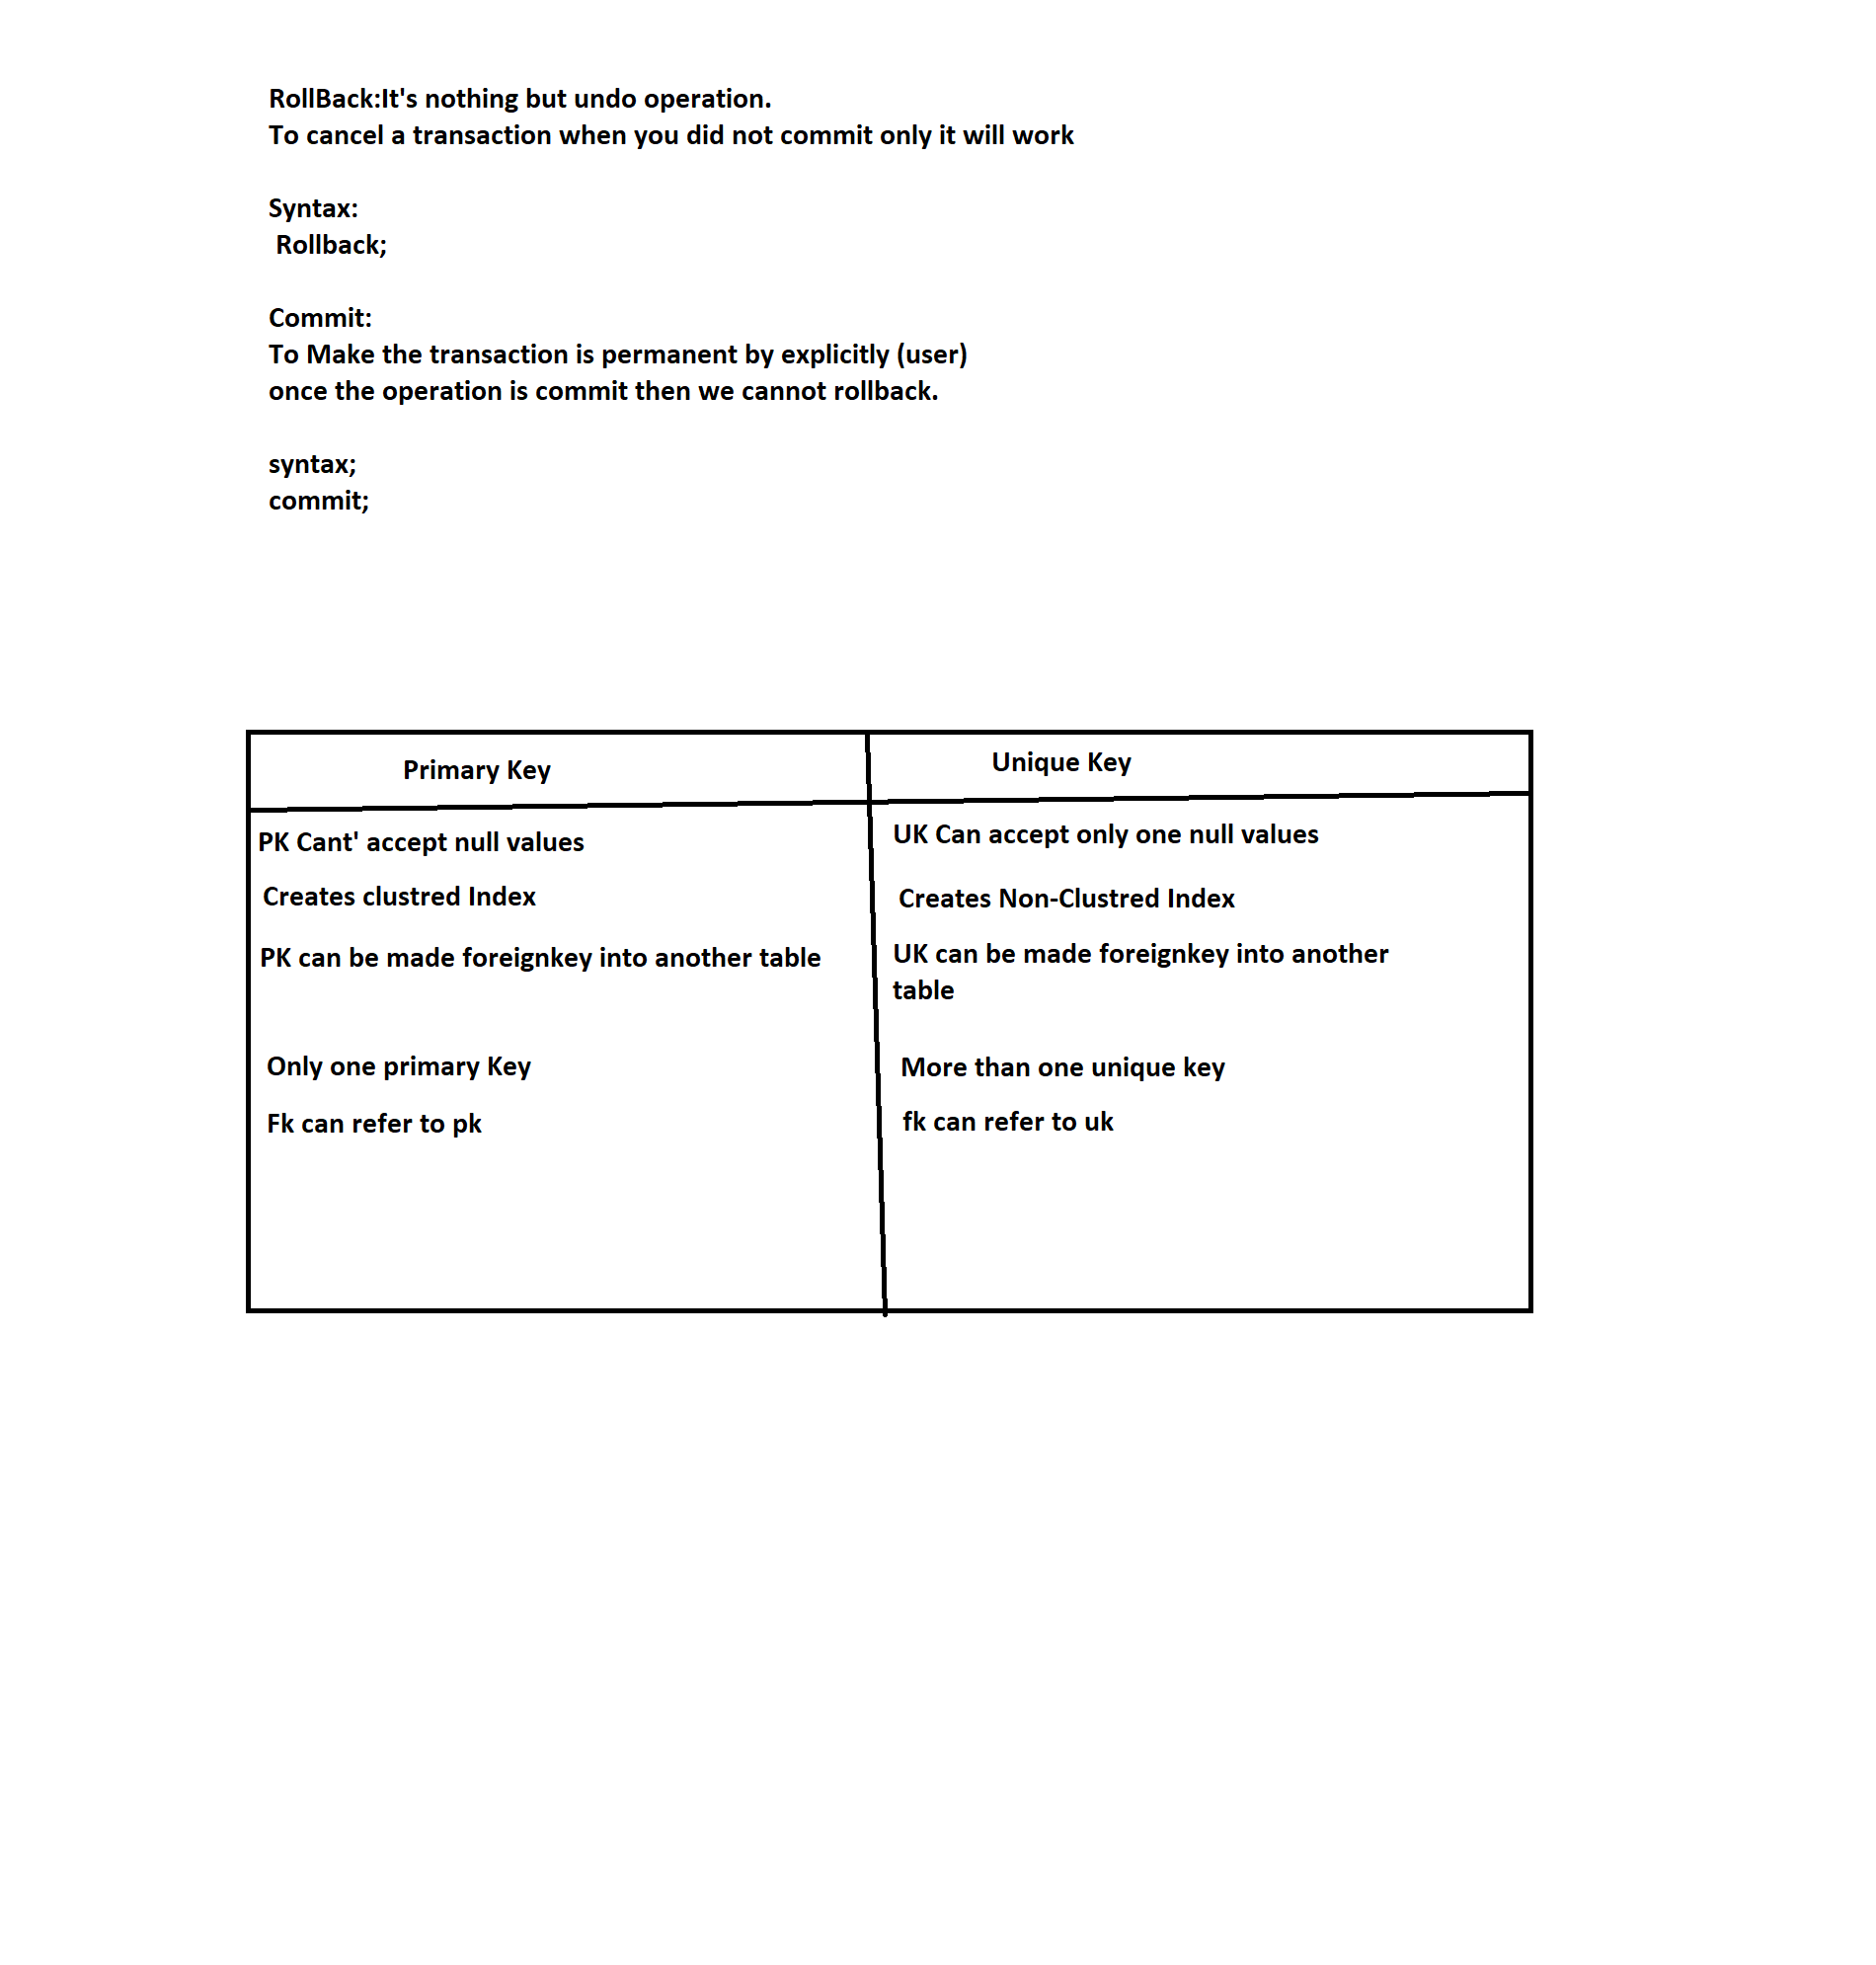 RollBack:It's nothing but undo operation.
To cancel a transaction when you did not commit only it will work
Syntax:
Rollback;
Commit:
To Make the transaction is permanent by explicitly (user)
once the operation is commit then we cannot rollback.
syntax;
commit;
Primary Key
Unique Key
PK Cant' accept null values
UK Can accept only one null values
Creates clustred Index
Creates Non-Clustred Index
PK can be made foreignkey into another table
UK can be made foreignkey into another
table
Only one primary Key
More than one unique key
Fk can refer to pk
fk can refer to uk